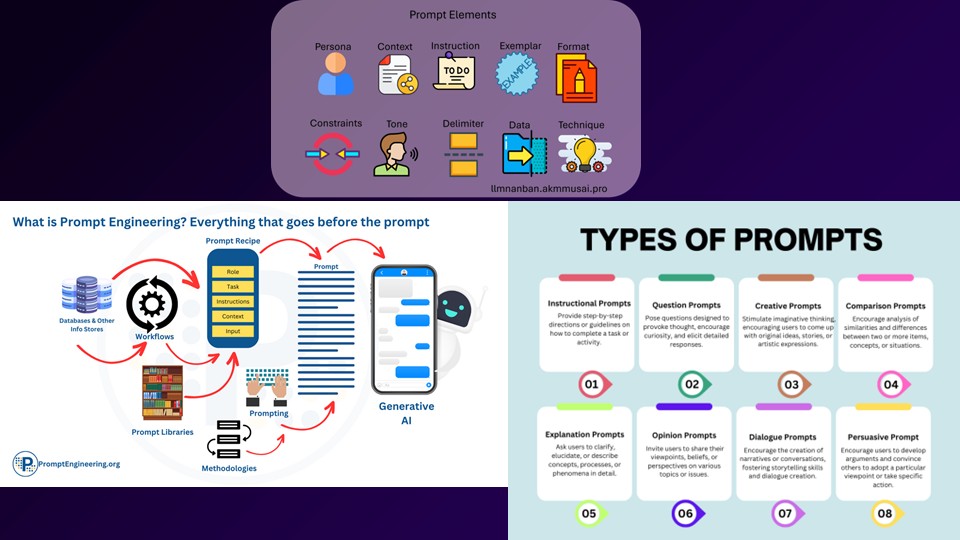 Prompt Elements
Persona
Context
Instruction
Exemplar
Format
TO DO
EXAMPLE
Constraints
Tone
Delimiter
Data
Technique
llmnanban.akmmusai.pro
What is Prompt Engineering? Everything that goes before the prompt
Prompt Recipe
Role
Task
Instructions
Context
Input
Prompt
Databases & Other
Info Stores
Workflows
Prompt Libraries
Prompting
Methodologies
Generative
AI
P.
PromptEngineering.org
TYPES OF PROMPTS
Instructional Prompts
Provide step-by-step
directions or guidelines on
how to complete a task or
activity.
01
Question Prompts
Pose questions designed to
provoke thought, encourage
curiosity, and elicit detailed
responses.
02
Creative Prompts
Stimulate imaginative thinking,
encouraging users to come up
with original ideas, stories, or
artistic expressions.
03
Comparison Prompts
Encourage analysis of
similarities and differences
between two or more items,
concepts, or situations.
04
Explanation Prompts
Ask users to clarify,
elucidate, or describe
concepts, processes, or
phenomena in detail.
05
Opinion Prompts
Invite users to share their
viewpoints, beliefs, or
perspectives on various
topics or issues.
06
Dialogue Prompts
Encourage the creation of
narratives or conversations,
fostering storytelling skills
and dialogue creation.
07
Persuasive Prompt
Encourage users to develop
arguments and convince
others to adopt a particular
viewpoint or take specific
action.
08